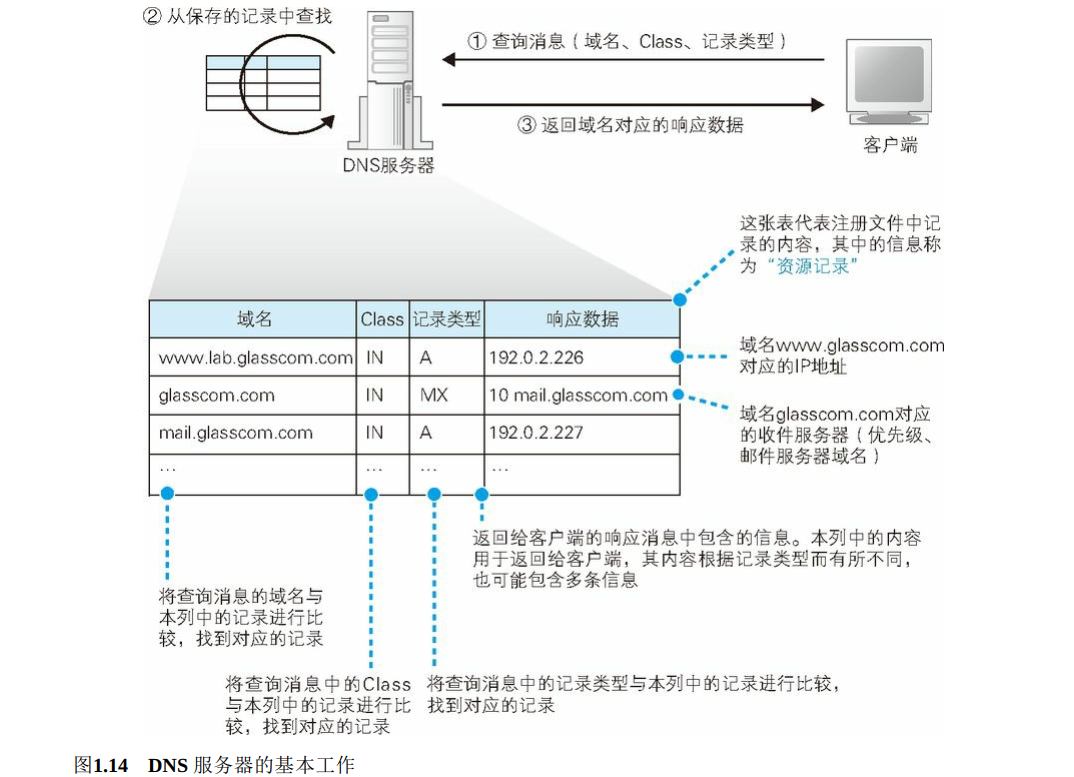 ② 从保存的记录中查找
① 查询消息（域名、Class、记录类型）
③ 返回域名对应的响应数据
DNS服务器
客户端
这张表代表注册文件中记
录的内容，其中的信息称
为“资源记录”
域名 Class 记录类型 响应数据
www.lab.glasscom.com IN A 192.0.2.226
glasscom.com IN MX 10 mail.glasscom.com
mail.glasscom.com IN A 192.0.2.227
… … … …
域名www.glasscom.com
对应的IP地址
域名glasscom.com对应
的收件服务器（优先级、
邮件服务器域名）
返回给客户端的响应消息中包含的信息。本列中的内容
用于返回给客户端，其内容根据记录类型而有所不同，
也可能包含多条信息
将查询消息的域名与
本列中的记录进行比
较，找到对应的记录
将查询消息中的Class
与本列中的记录进行比
较，找到对应的记录
将查询消息中的记录类型与本列中的记录进行比较，
找到对应的记录
图1.14 DNS 服务器的基本工作